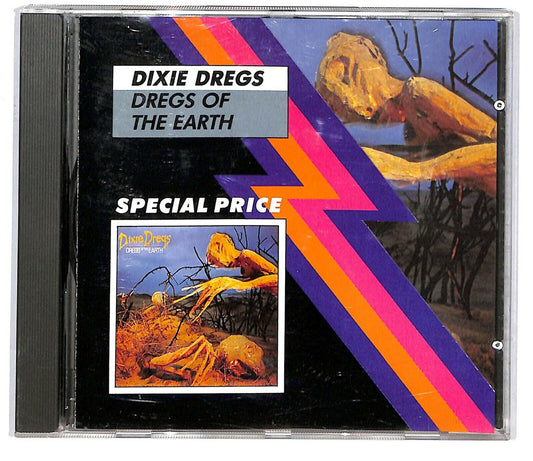 DIXIE DREGS
DREGS OF
THE EARTH
SPECIAL PRICE
Dixie Dregs
DREGS OF THE EARTH